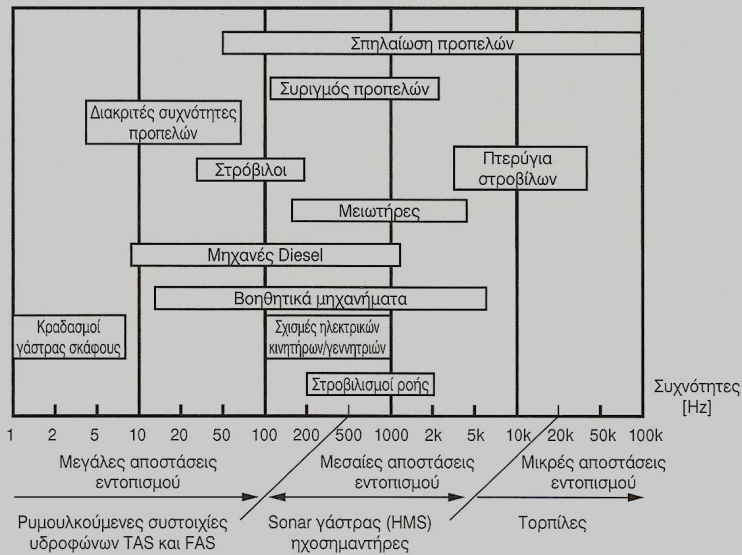 Σπηλαίωση προπελών
Συριγμός προπελών
Διακριτές συχνότητες
προπελών
Στρόβιλοι
Πτερύγια
στροβίλων
Μειωτήρες
Μηχανές Diesel
Βοηθητικά μηχανήματα
Κραδασμοί
γάστρας σκάφους
Σχισμές ηλεκτρικών
κινητήρων/γεννητριών
Στροβιλισμοί ροής
Συχνότητες
[Hz]
1 2 5 10 20 50 100 200 500 1000 2k 5k 10k 20k 50k 100k
Μεγάλες αποστάσεις
εντοπισμού
Μεσαίες αποστάσεις
εντοπισμού
Μικρές αποστάσεις
εντοπισμού
Ρυμουλκούμενες συστοιχίες
υδροφώνων TAS και FAS
Sonar γάστρας (HMS)
ηχοσημαντήρες
Τορπίλες